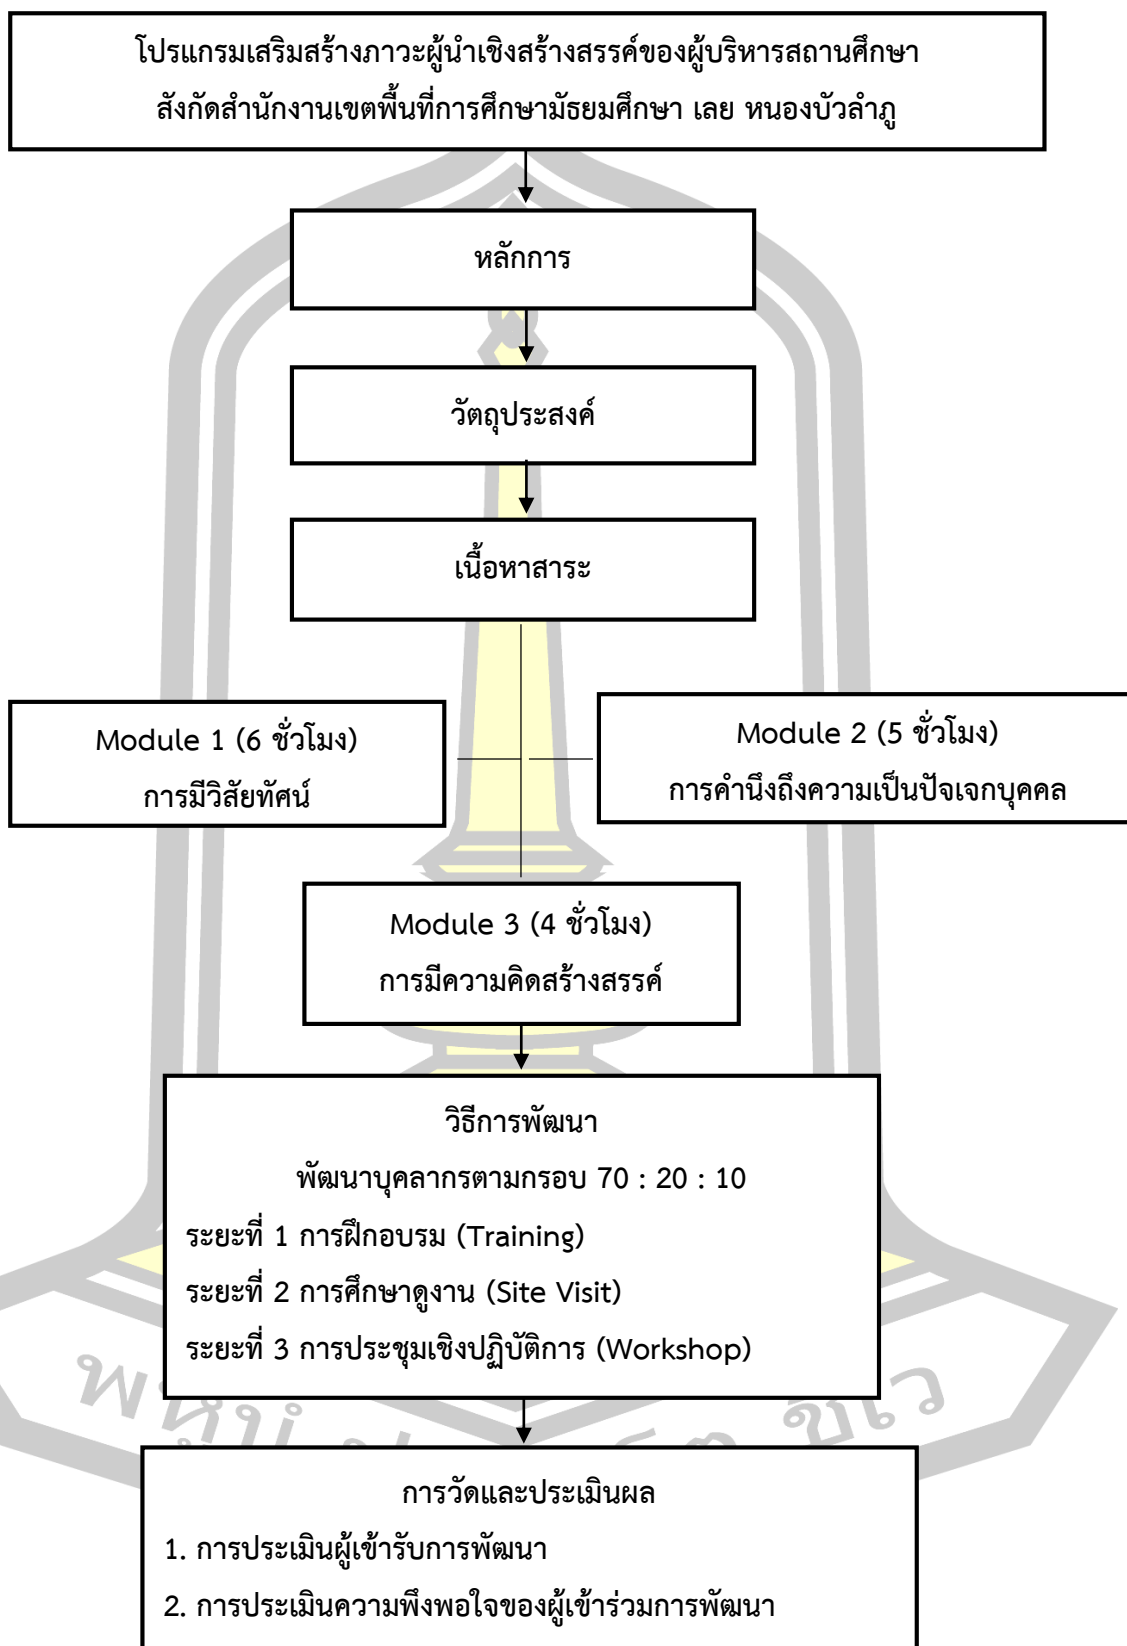 โปรแกรมเสริมสร้างภาวะผู้นำเชิงสร้างสรรค์ของผู้บริหารสถานศึกษา
สังกัดสำนักงานเขตพื้นที่การศึกษามัธยมศึกษา เลย หนองบัวลำภู
หลักการ
วัตถุประสงค์
เนื้อหาสาระ
Module 1 (6 ชั่วโมง)
การมีวิสัยทัศน์
Module 2 (5 ชั่วโมง)
การคำนึงถึงความเป็นปัจเจกบุคคล
Module 3 (4 ชั่วโมง)
การมีความคิดสร้างสรรค์
วิธีการพัฒนา
พัฒนาบุคลากรตามกรอบ 70 : 20 : 10
ระยะที่ 1 การฝึกอบรม (Training)
ระยะที่ 2 การศึกษาดูงาน (Site Visit)
ระยะที่ 3 การประชุมเชิงปฏิบัติการ (Workshop)
การวัดและประเมินผล
1. การประเมินผู้เข้ารับการพัฒนา
2. การประเมินความพึงพอใจของผู้เข้าร่วมการพัฒนา